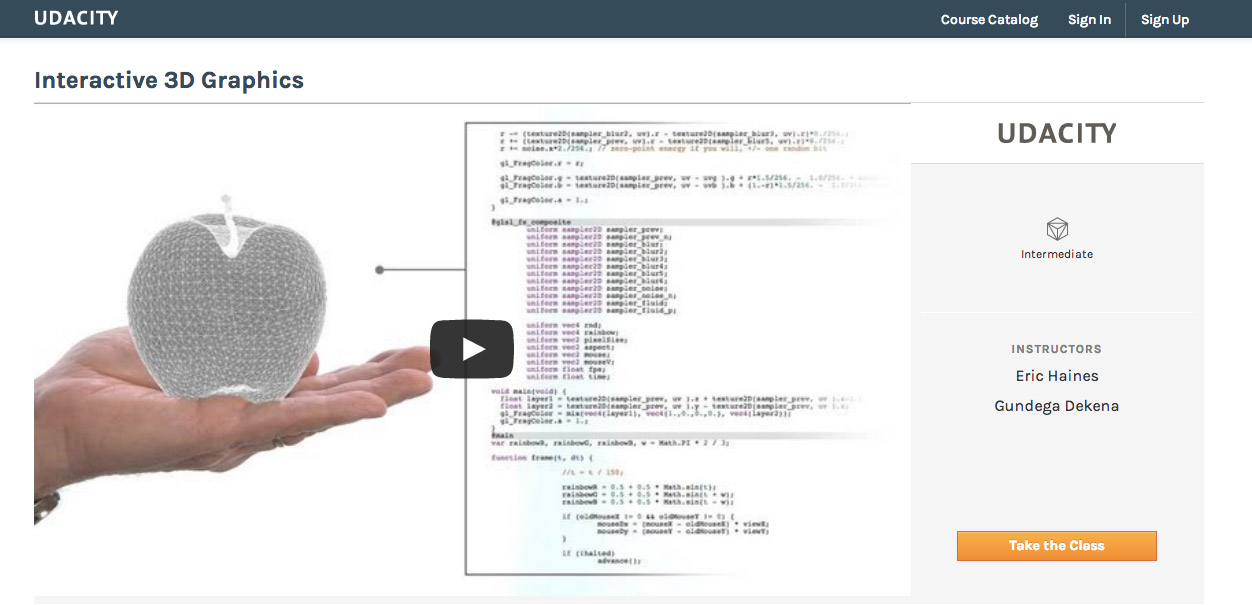 UDACITY
Course Catalog Sign In Sign Up
Interactive 3D Graphics
UDACITY
Intermediate
INSTRUCTORS
Eric Haines
Gundega Dekena
Take the Class
r -= (texture2D(sampler_blur2, uv).r - texture2D(sampler_blur3, uv).r)*
r += (texture2D(sampler_prev, uv).r - texture2D(sampler_blur5, uv).r)*
r += noise.x*2./256.; // zero-point energy if you will, +/- one random bit
gl_FragColor.r = r;
gl_FragColor.g = texture2D(sampler_prev, uv - uvg ).g + r*1.5/256. -
gl_FragColor.b = texture2D(sampler_prev, uv - uvb ).b + (1.-r)*1.5/256. -
gl_FragColor.a = 1.;
}
#glsl_fs_composite
uniform sampler2D sampler_prev;
uniform sampler2D sampler_prev_n;
uniform sampler2D sampler_blur;
uniform sampler2D sampler_blur2;
uniform sampler2D sampler_blur3;
uniform sampler2D sampler_blur4;
uniform sampler2D sampler_blur5;
uniform sampler2D sampler_blur6;
uniform sampler2D sampler_noise;
uniform sampler2D sampler_noise_n;
uniform sampler2D sampler_fluid;
uniform sampler2D sampler_fluid_p;
uniform vec4 rnd;
uniform vec4 rainbow;
uniform vec2 pixelSize;
uniform vec2 aspect;
uniform vec2 mouse;
uniform vec2 mouseV;
uniform float fps;
uniform float time;
void main(void) {
float layer1 = texture2D(sampler_prev, uv ).x + texture2D(sampler_prev, uv
float layer2 = texture2D(sampler_prev, uv ).y - texture2D(sampler_prev, uv
gl_FragColor = mix(vec4(layer1), vec4(1.,0.,0.,0.), vec4(layer2));
gl_FragColor.a = 1.;
}
#main
var rainbowR, rainbowG, rainbowB, w = Math.PI * 2 / 3;
function frame(t, dt) {
//t = t / 150;
rainbowR = 0.5 + 0.5 * Math.sin(t);
rainbowG = 0.5 + 0.5 * Math.sin(t + w);
rainbowB = 0.5 + 0.5 * Math.sin(t - w);
if (oldMouseX != 0 && oldMouseY != 0) {
mouseDx = (mouseX - oldMouseX) * viewX;
mouseDy = (mouseY - oldMouseY) * viewY;
}
if (!halted)
advance();